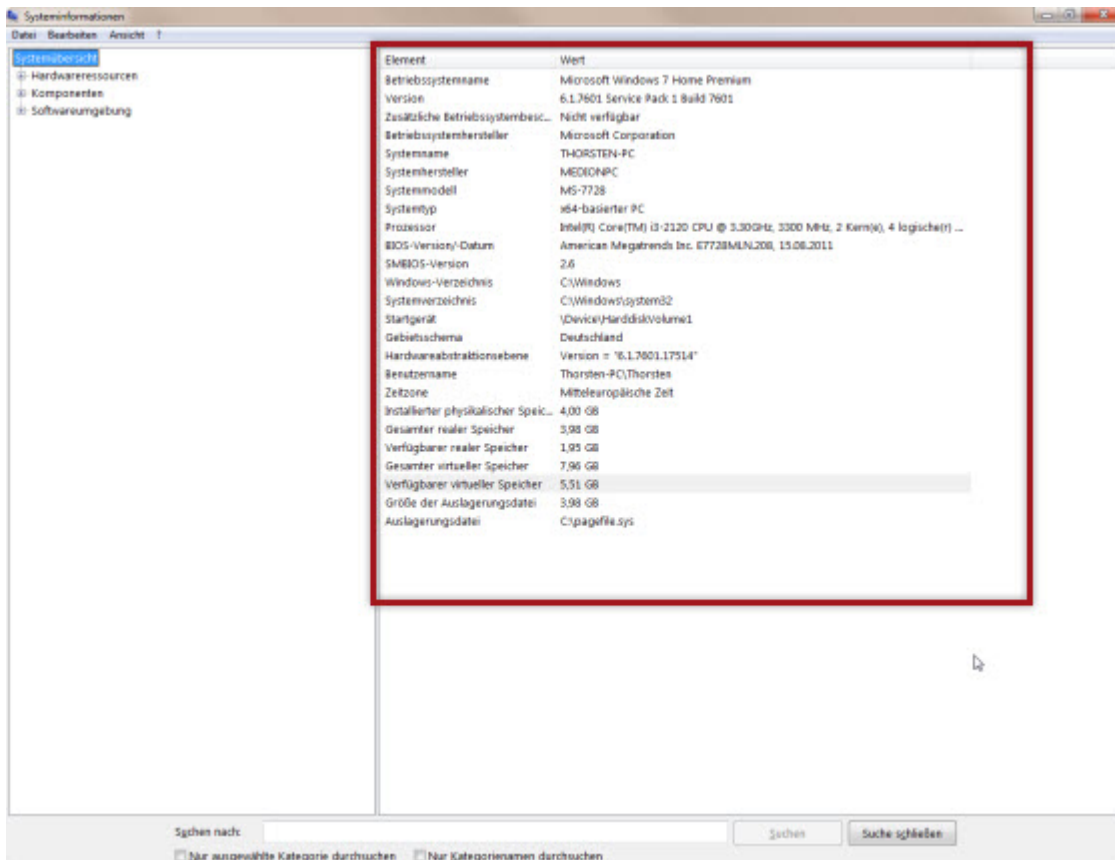 Systeminformationen
Datei Bearbeiten Ansicht ?
Systemübersicht
Hardwareressourcen
Komponenten
Softwareumgebung
Element Wert
Betriebssystemname Microsoft Windows 7 Home Premium
Version 6.1.7601 Service Pack 1 Build 7601
Zusätzliche Betriebssystembesc... Nicht verfügbar
Betriebssystemhersteller Microsoft Corporation
Systemname THORSTEN-PC
Systemhersteller MEDIONPC
Systemmodell MS-7728
Systemtyp x64-basierter PC
Prozessor Intel(R) Core(TM) i3-2120 CPU @ 3.30GHz, 3300 MHz, 2 Kern(e), 4 logische(r) ...
BIOS-Version/-Datum American Megatrends Inc. E7728MLN.208, 15.08.2011
SMBIOS-Version 2.6
Windows-Verzeichnis C:\Windows
Systemverzeichnis C:\Windows\system32
Startgerät \Device\HarddiskVolume1
Gebietsschema Deutschland
Hardwareabstraktionsebene Version = "6.1.7601.17514"
Benutzername Thorsten-PC\Thorsten
Zeitzone Mitteleuropäische Zeit
Installierter physikalischer Speic... 4,00 GB
Gesamter realer Speicher 3,98 GB
Verfügbarer realer Speicher 1,95 GB
Gesamter virtueller Speicher 7,96 GB
Verfügbarer virtueller Speicher 5,51 GB
Größe der Auslagerungsdatei 3,98 GB
Auslagerungsdatei C:\pagefile.sys
Suchen nach: Suchen Suche schließen
Nur ausgewählte Kategorie durchsuchen Nur Kategorienamen durchsuchen